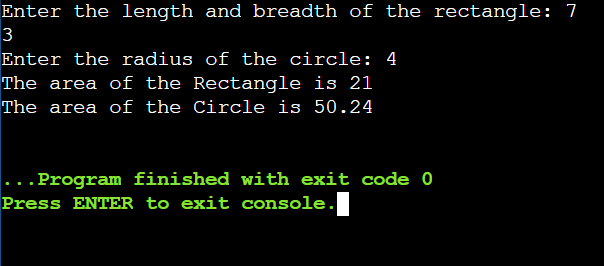 Enter the length and breadth of the rectangle: 7
3
Enter the radius of the circle: 4
The area of the Rectangle is 21
The area of the Circle is 50.24
...Program finished with exit code 0
Press ENTER to exit console.